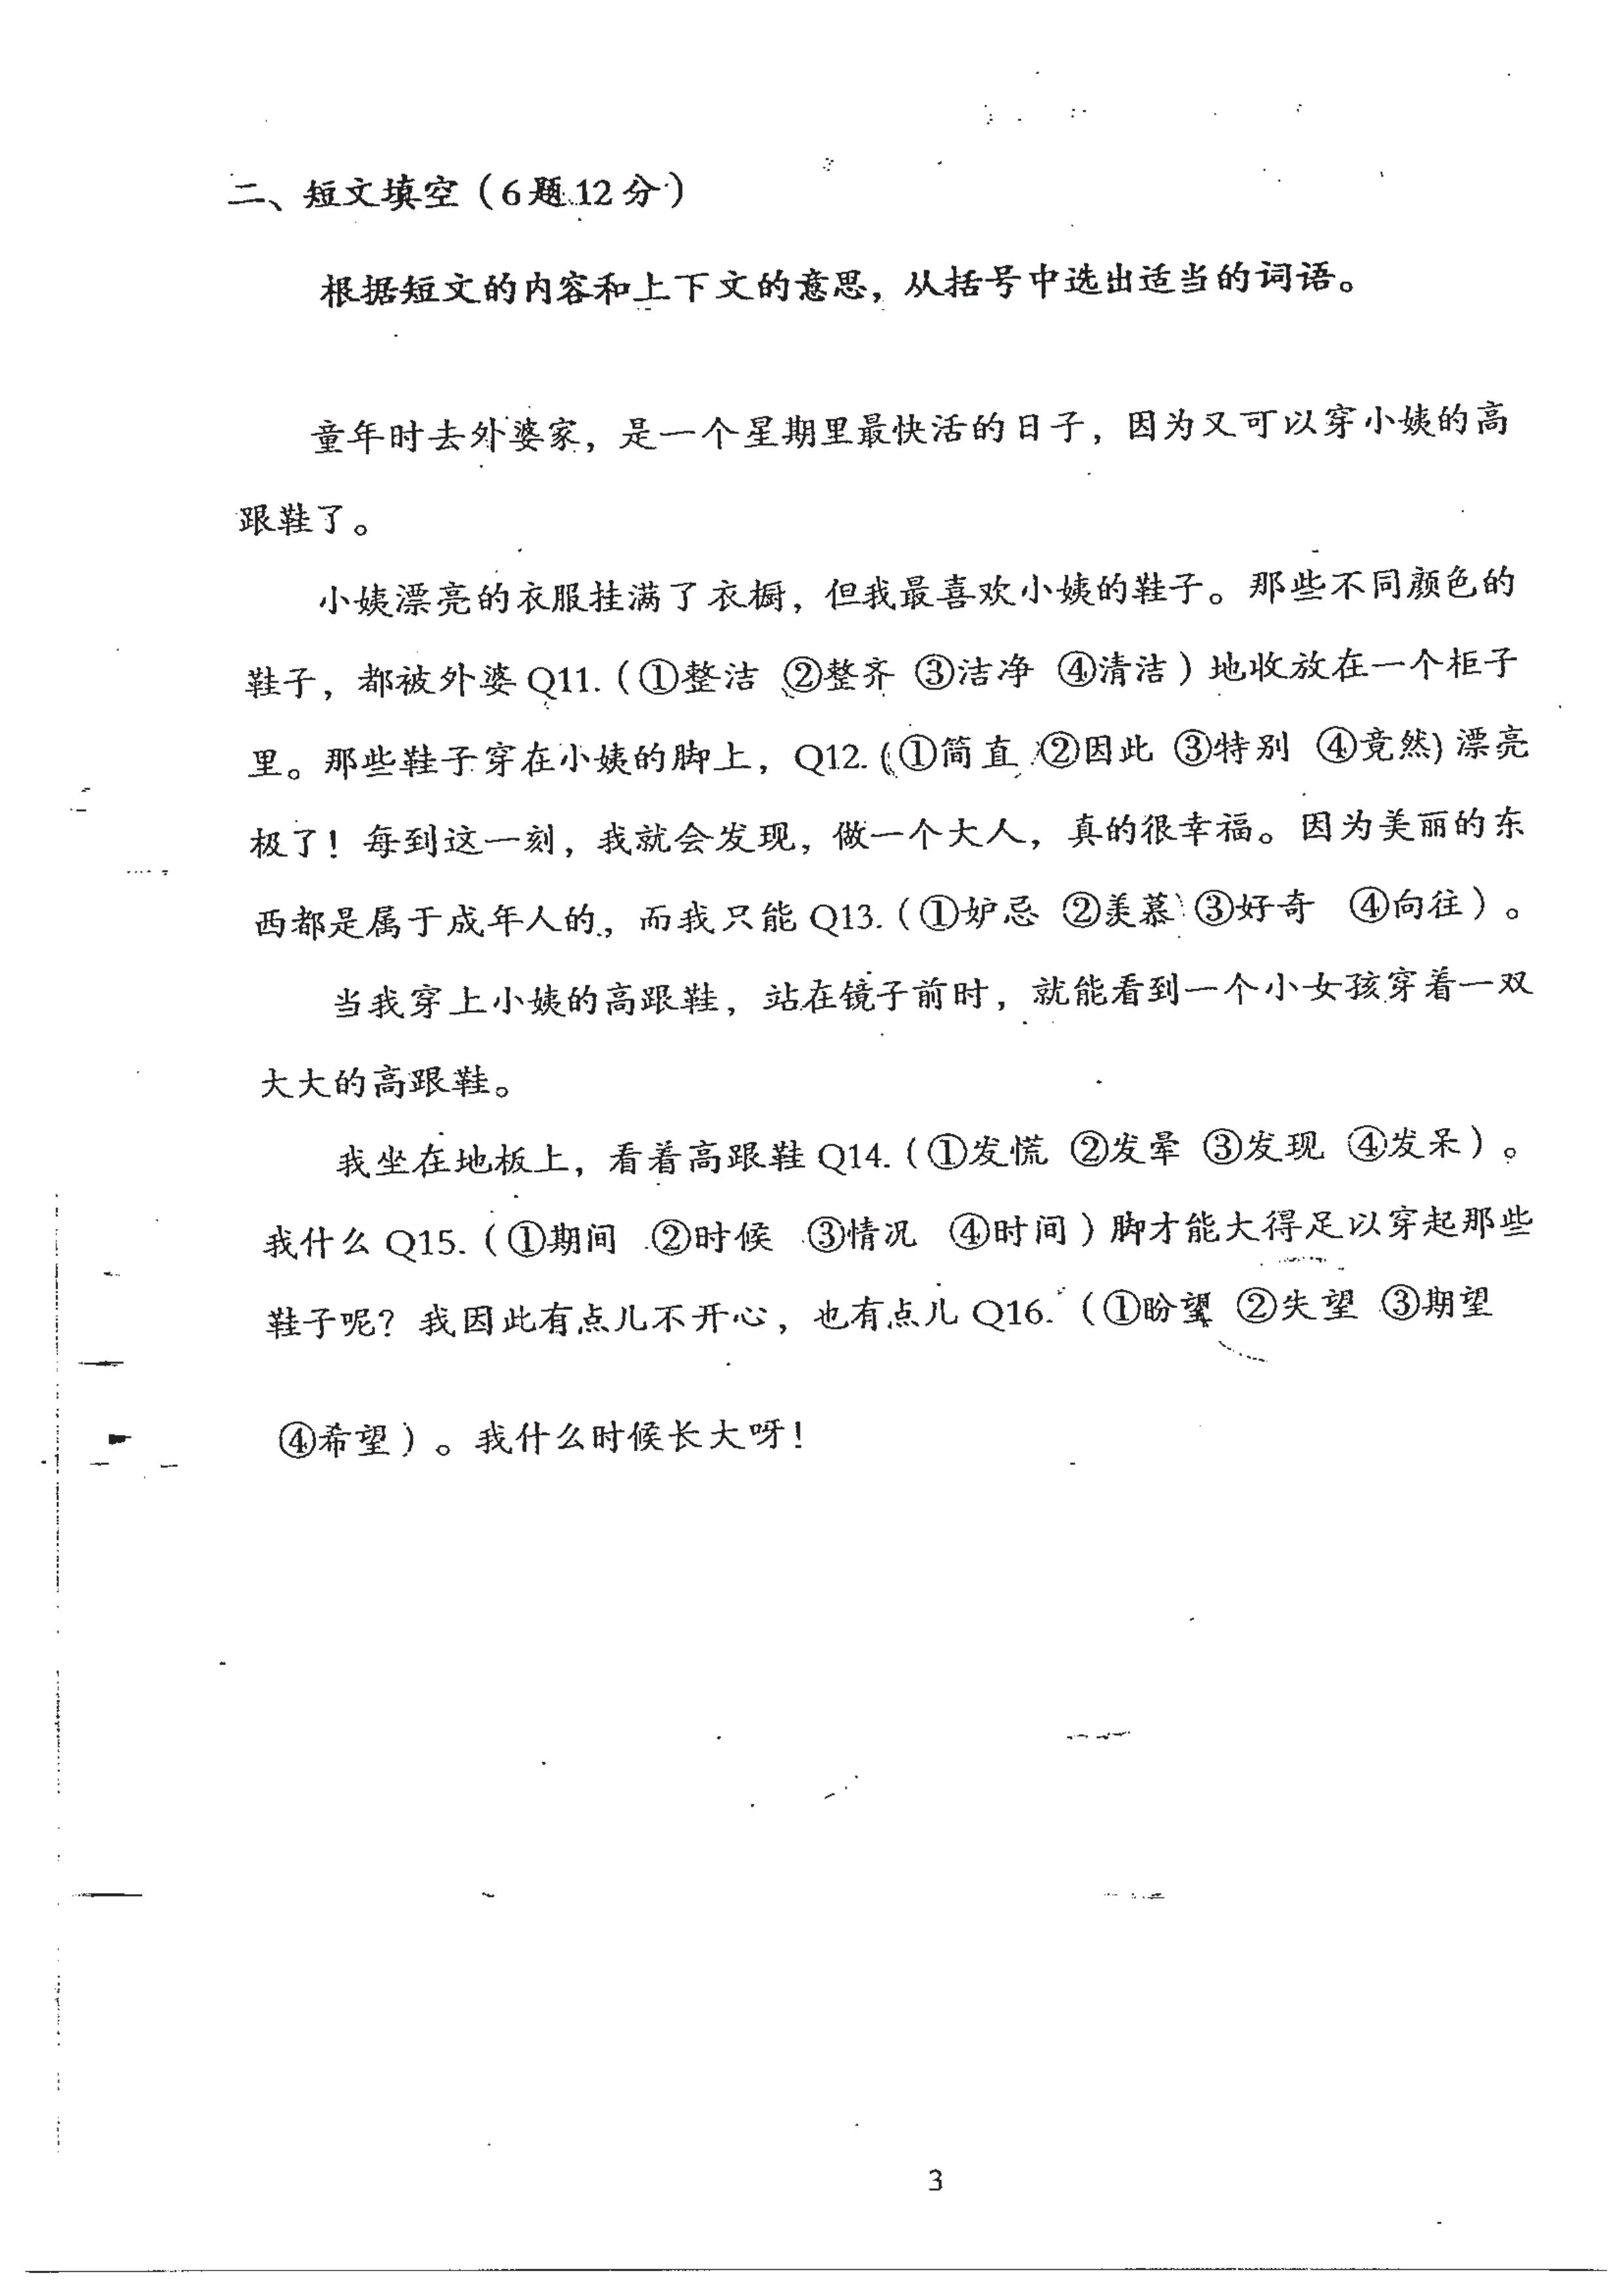 二、短文填空（6题12分）
根据短文的内容和上下文的意思，从括号中选出适当的词语。
童年时去外婆家，是一个星期里最快活的日子，因为又可以穿小姨的高
跟鞋了。
小姨漂亮的衣服挂满了衣橱，但我最喜欢小姨的鞋子。那些不同颜色的
鞋子，都被外婆Q11.（①整洁 ②整齐 ③洁净 ④清洁）地收放在一个柜子
里。那些鞋子穿在小姨的脚上，Q12.(①简直 ②因此 ③特别 ④竟然)漂亮
极了！每到这一刻，我就会发现，做一个大人，真的很幸福。因为美丽的东
西都是属于成年人的，而我只能Q13.（①妒忌 ②羡慕 ③好奇 ④向往）。
当我穿上小姨的高跟鞋，站在镜子前时，就能看到一个小女孩穿着一双
大大的高跟鞋。
我坐在地板上，看着高跟鞋Q14.（①发慌 ②发晕 ③发现 ④发呆）。
我什么Q15.（①期间 ②时候 ③情况 ④时间）脚才能大得足以穿起那些
鞋子呢？我因此有点儿不开心，也有点儿Q16.（①盼望 ②失望 ③期望
④希望）。我什么时候长大呀！
3